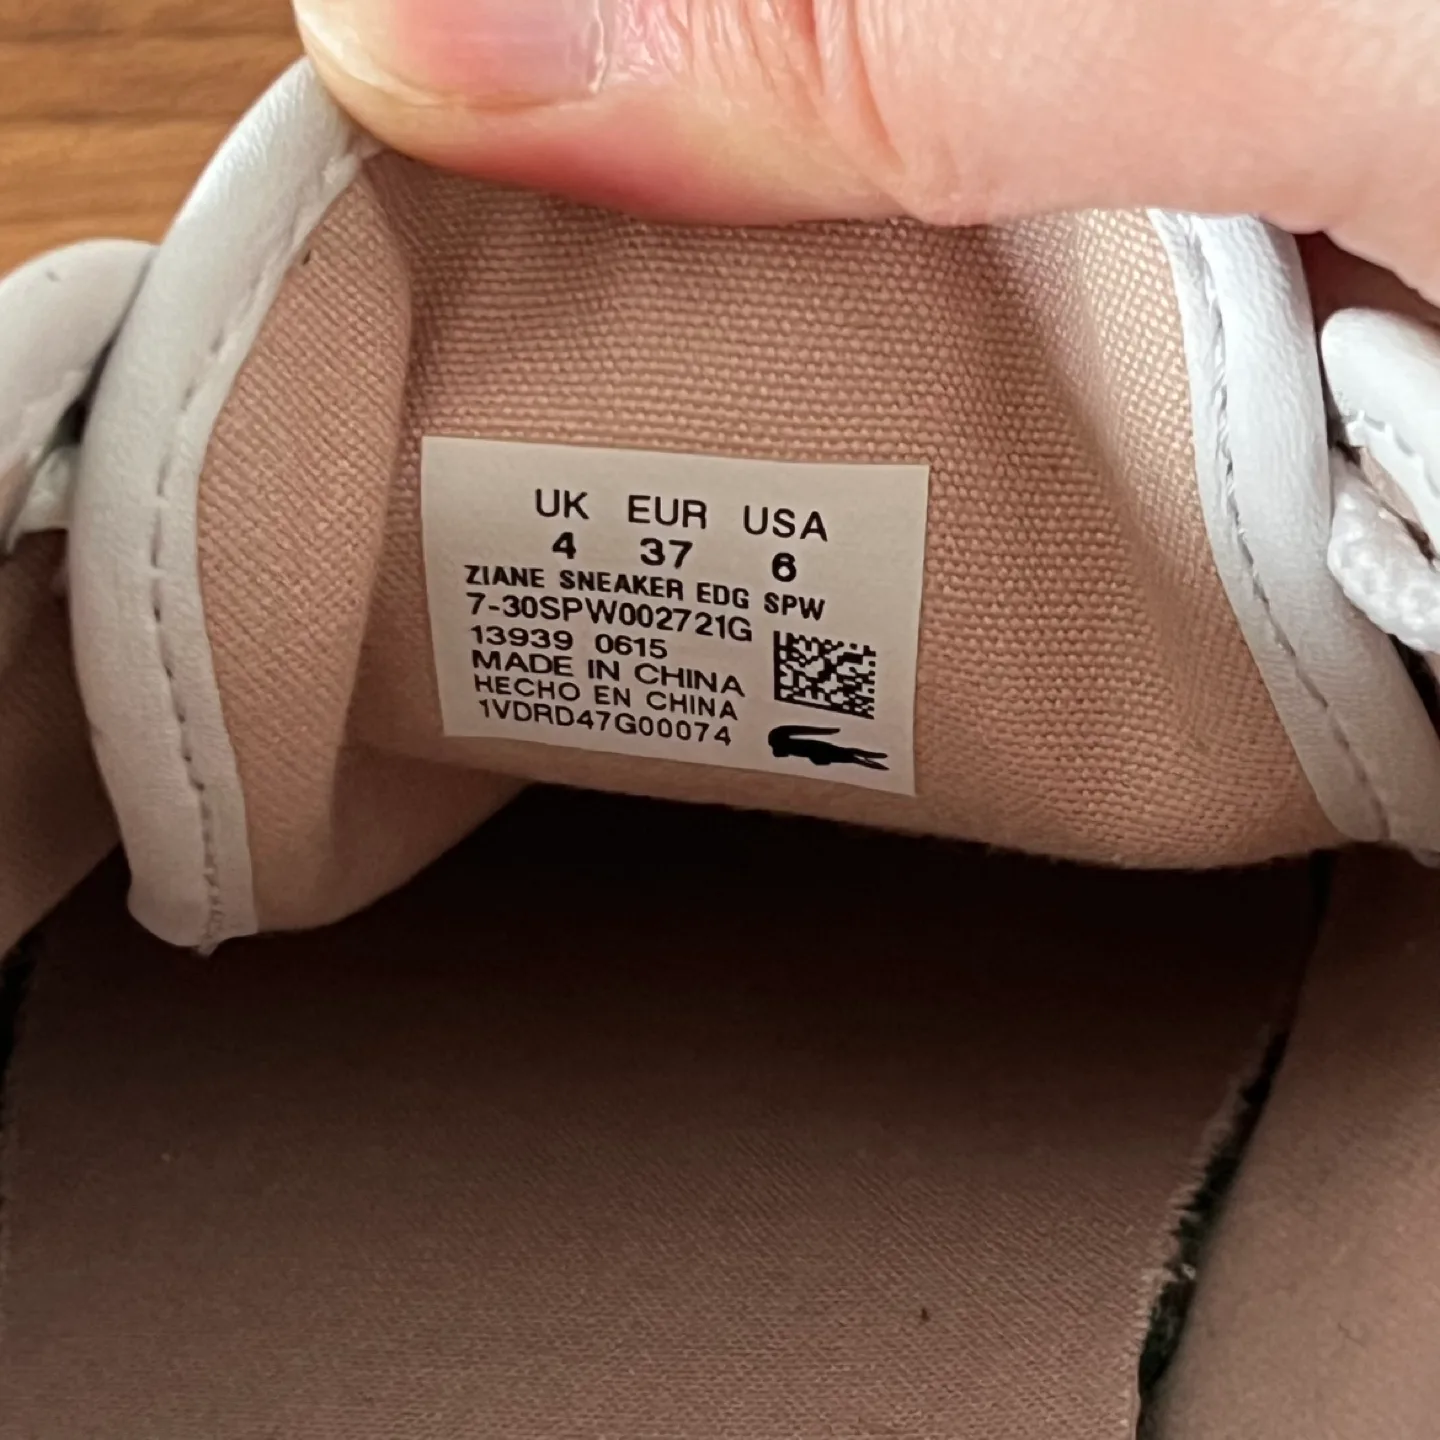 UK EUR USA
4 37 6
ZIANE SNEAKER EDG SPW
7-30SPW002721G
13939 0615
MADE IN CHINA
HECHO EN CHINA
1VDRD47G00074